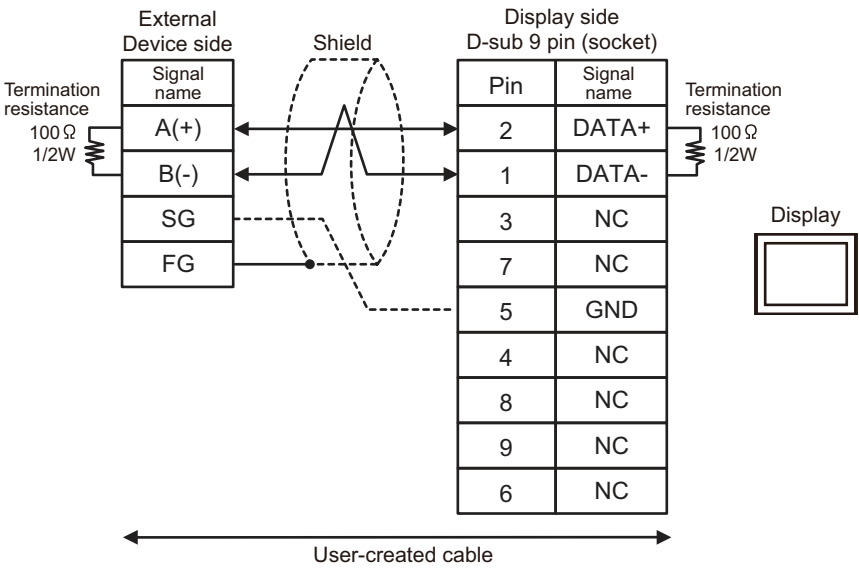 External
Device side
Shield
Display side
D-sub 9 pin (socket)
Termination
resistance
100Ω
1/2W
Signal
name
A(+)
B(-)
SG
FG
Pin
Signal
name
2 DATA+
1 DATA-
3 NC
7 NC
5 GND
4 NC
8 NC
9 NC
6 NC
Termination
resistance
100Ω
1/2W
Display
User-created cable